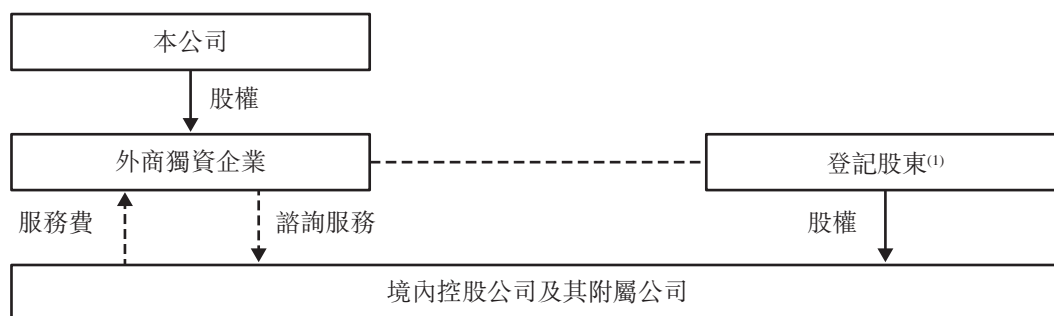 本公司
股權
外商獨資企業
登記股東(1)
服務費
諮詢服務
股權
境內控股公司及其附屬公司